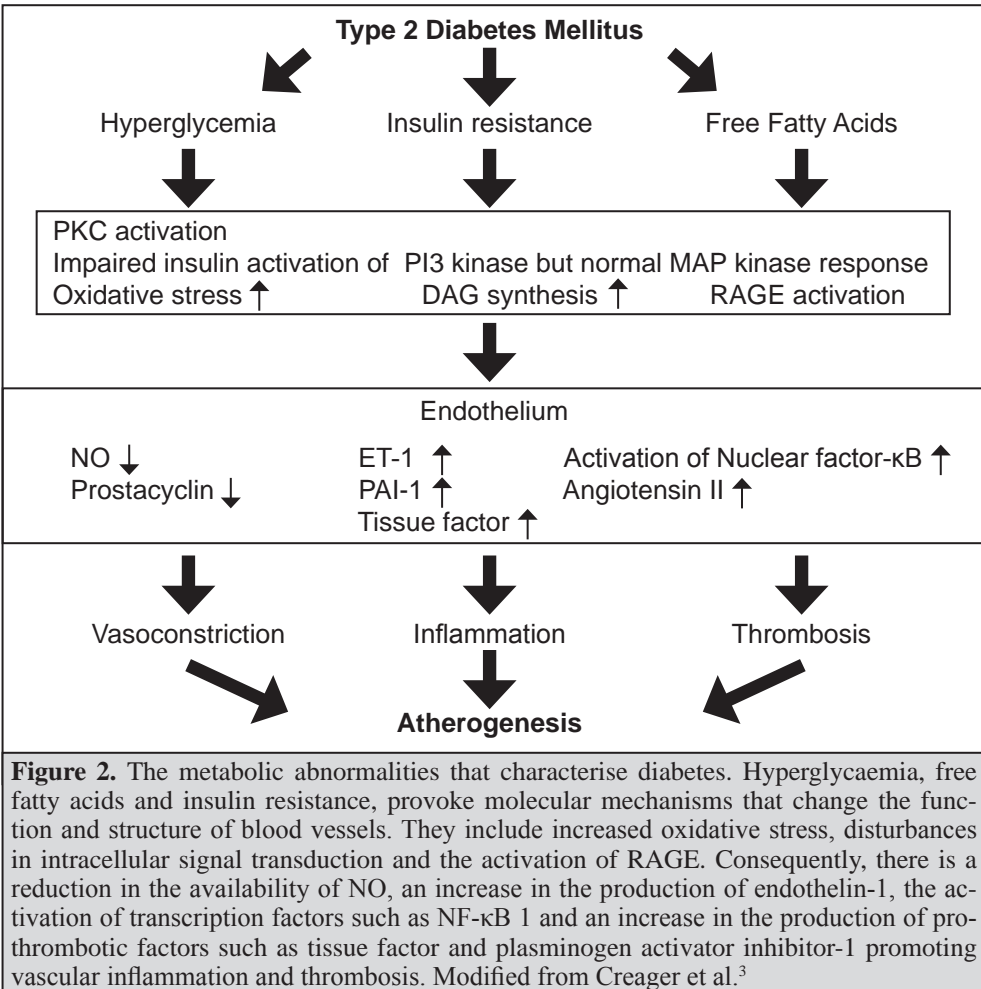 Type 2 Diabetes Mellitus
Hyperglycemia Insulin resistance Free Fatty Acids
PKC activation
Impaired insulin activation of PI3 kinase but normal MAP kinase response
Oxidative stress ↑ DAG synthesis ↑ RAGE activation
Endothelium
NO ↓ ET-1 ↑ Activation of Nuclear factor-κB ↑
Prostacyclin ↓ PAI-1 ↑ Angiotensin II ↑
Tissue factor ↑
Vasoconstriction Inflammation Thrombosis
Atherogenesis
Figure 2. The metabolic abnormalities that characterise diabetes. Hyperglycaemia, free
fatty acids and insulin resistance, provoke molecular mechanisms that change the func-
tion and structure of blood vessels. They include increased oxidative stress, disturbances
in intracellular signal transduction and the activation of RAGE. Consequently, there is a
reduction in the availability of NO, an increase in the production of endothelin-1, the ac-
tivation of transcription factors such as NF-κB 1 and an increase in the production of pro-
thrombotic factors such as tissue factor and plasminogen activator inhibitor-1 promoting
vascular inflammation and thrombosis. Modified from Creager et al.³